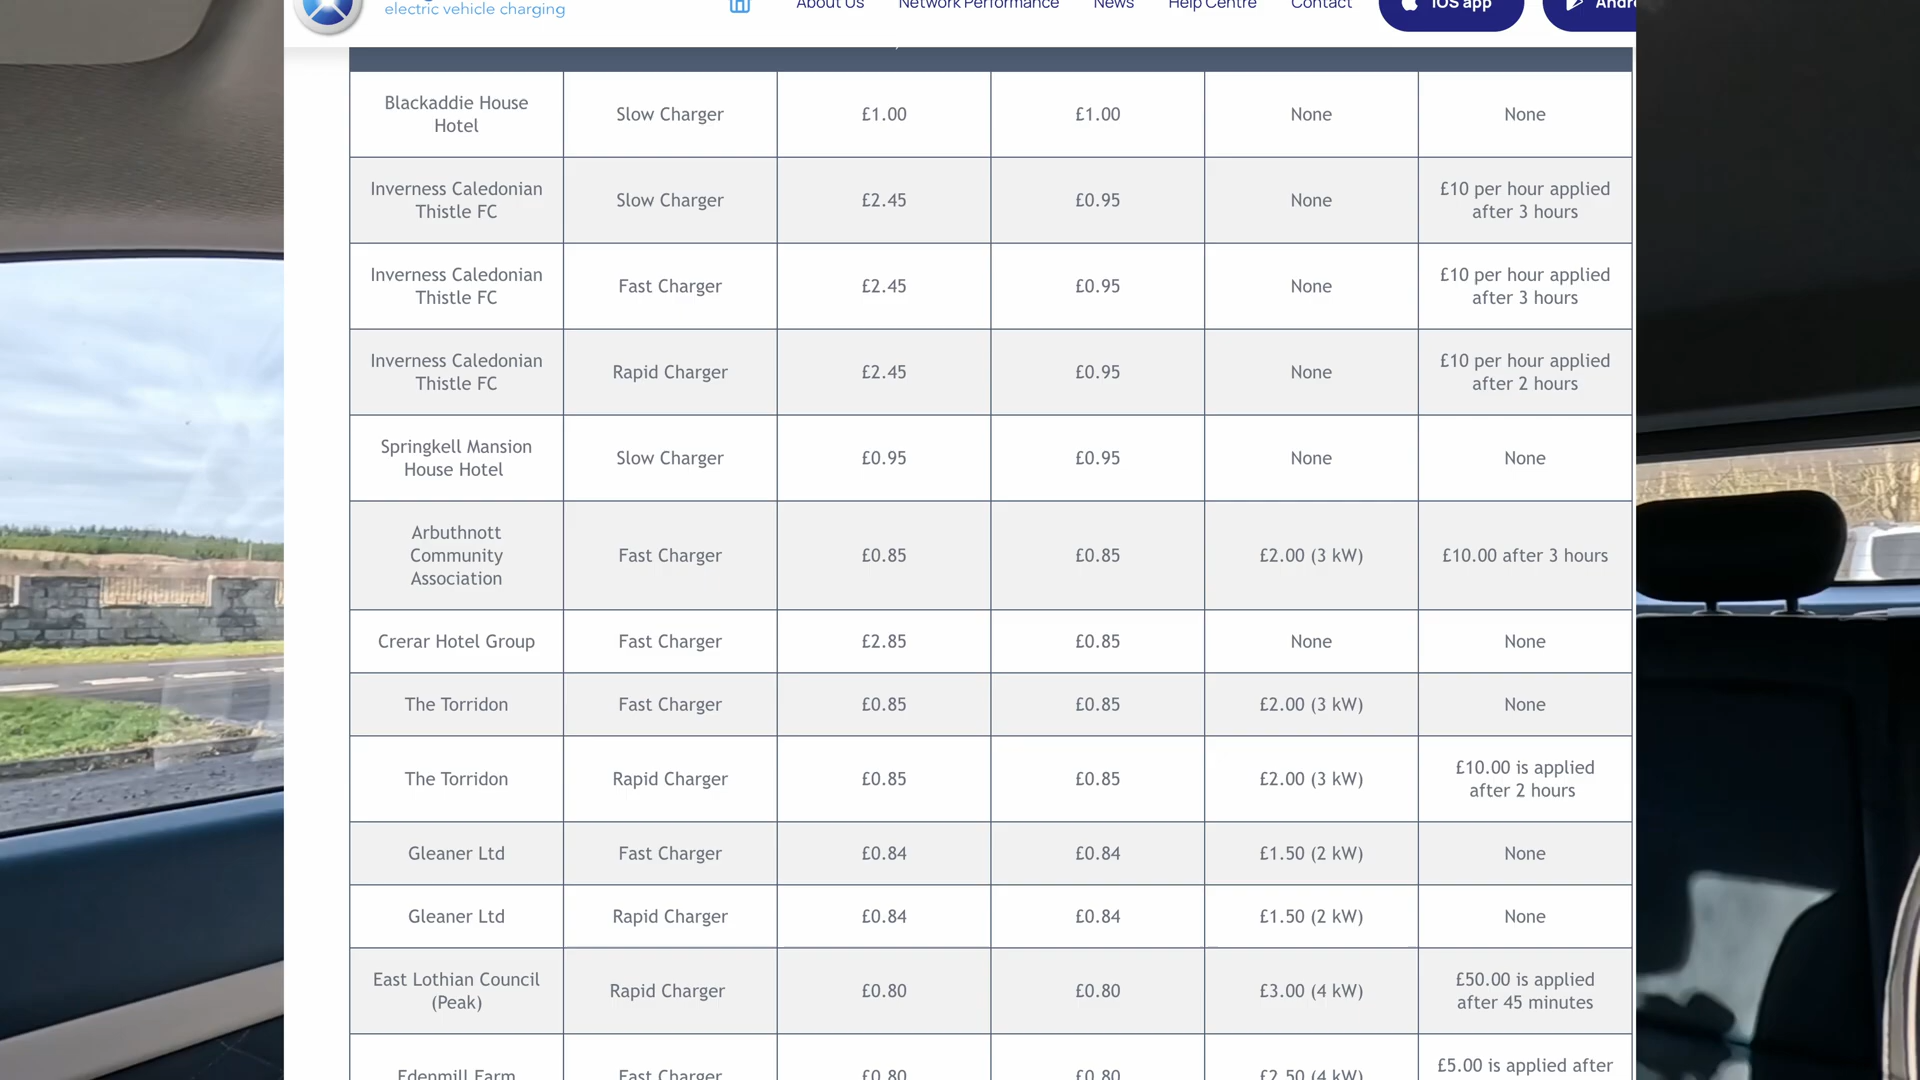 electric vehicle charging
About Us
Network Performance
News
Help Centre
Contact
iOS app
Blackaddie House
Hotel
Slow Charger
£1.00
£1.00
None
None
Inverness Caledonian
Thistle FC
Slow Charger
£2.45
£0.95
None
£10 per hour applied
after 3 hours
Inverness Caledonian
Thistle FC
Fast Charger
£2.45
£0.95
None
£10 per hour applied
after 3 hours
Inverness Caledonian
Thistle FC
Rapid Charger
£2.45
£0.95
None
£10 per hour applied
after 2 hours
Springkell Mansion
House Hotel
Slow Charger
£0.95
£0.95
None
None
Arbuthnott
Community
Association
Fast Charger
£0.85
£0.85
£2.00 (3 kW)
£10.00 after 3 hours
Crerar Hotel Group
Fast Charger
£2.85
£0.85
None
None
The Torridon
Fast Charger
£0.85
£0.85
£2.00 (3 kW)
None
The Torridon
Rapid Charger
£0.85
£0.85
£2.00 (3 kW)
£10.00 is applied
after 2 hours
Gleaner Ltd
Fast Charger
£0.84
£0.84
£1.50 (2 kW)
None
Gleaner Ltd
Rapid Charger
£0.84
£0.84
£1.50 (2 kW)
None
East Lothian Council
(Peak)
Rapid Charger
£0.80
£0.80
£3.00 (4 kW)
£50.00 is applied
after 45 minutes
Edenmill Farm
Fast Charger
£0.80
£0.80
£2.50 (4 kW)
£5.00 is applied after